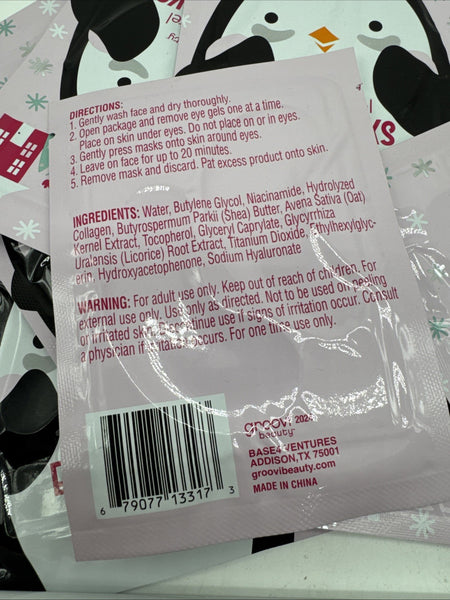 DIRECTIONS:
1. Gently wash face and dry thoroughly.
2. Open package and remove eye gels one at a time.
Place on skin under eyes. Do not place on or in eyes.
3. Gently press masks onto skin around eyes.
4. Leave on face for up to 20 minutes.
5. Remove mask and discard. Pat excess product onto skin.
INGREDIENTS: Water, Butylene Glycol, Niacinamide, Hydrolyzed
Collagen, Butyrospermum Parkii (Shea) Butter, Avena Sativa (Oat)
Kernel Extract, Tocopherol, Glyceryl Caprylate, Glycyrrhiza
Uralensis (Licorice) Root Extract, Titanium Dioxide, Ethylhexylglyc-
erin, Hydroxyacetophenone, Sodium Hyaluronate
WARNING: For adult use only. Keep out of reach of children. For
external use only. Use only as directed. Not to be used on peeling
or irritated skin. Discontinue use if signs of irritation occur. Consult
a physician if irritation occurs. For one time use only.
groovi 2024
beauty
BASE4 VENTURES
ADDISON, TX 75001
groovibeauty.com
MADE IN CHINA
6 79077 13317 3